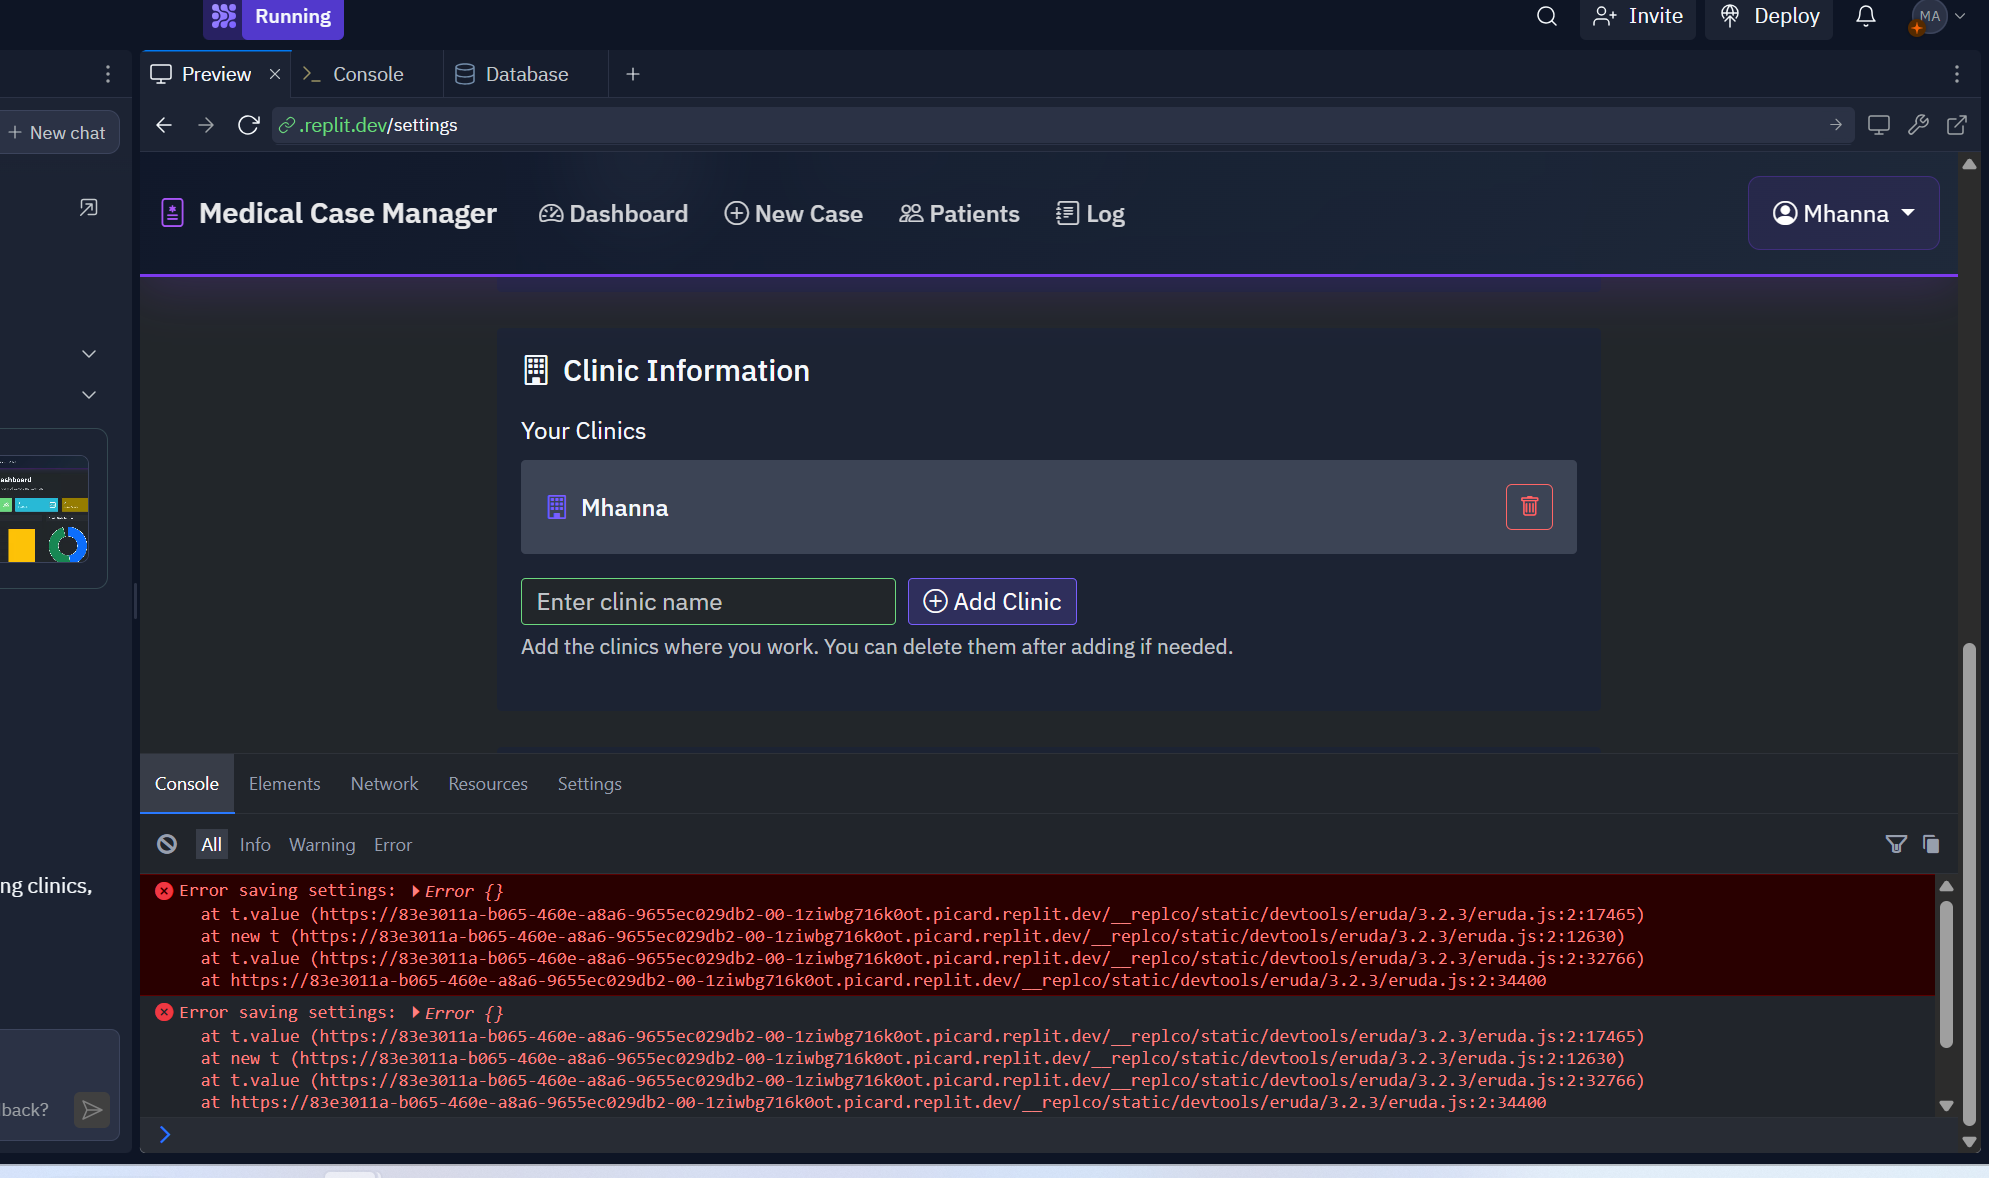 Running
Invite
Deploy
MA
Preview
Console
Database
New chat
.replit.dev/settings
Medical Case Manager
Dashboard
New Case
Patients
Log
Mhanna
Clinic Information
Your Clinics
Mhanna
ashboard
Enter clinic name
Add Clinic
Add the clinics where you work. You can delete them after adding if needed.
Console
Elements
Network
Resources
Settings
All
Info
Warning
Error
ng clinics,
Error saving settings: Error {}
at t.value (https://83e3011a-b065-460e-a8a6-9655ec029db2-00-1ziwbg716k0ot.picard.replit.dev/__replco/static/devtools/eruda/3.2.3/eruda.js:2:17465)
at new t (https://83e3011a-b065-460e-a8a6-9655ec029db2-00-1ziwbg716k0ot.picard.replit.dev/__replco/static/devtools/eruda/3.2.3/eruda.js:2:12630)
at t.value (https://83e3011a-b065-460e-a8a6-9655ec029db2-00-1ziwbg716k0ot.picard.replit.dev/__replco/static/devtools/eruda/3.2.3/eruda.js:2:32766)
at https://83e3011a-b065-460e-a8a6-9655ec029db2-00-1ziwbg716k0ot.picard.replit.dev/__replco/static/devtools/eruda/3.2.3/eruda.js:2:34400
Error saving settings: Error {}
at t.value (https://83e3011a-b065-460e-a8a6-9655ec029db2-00-1ziwbg716k0ot.picard.replit.dev/__replco/static/devtools/eruda/3.2.3/eruda.js:2:17465)
at new t (https://83e3011a-b065-460e-a8a6-9655ec029db2-00-1ziwbg716k0ot.picard.replit.dev/__replco/static/devtools/eruda/3.2.3/eruda.js:2:12630)
at t.value (https://83e3011a-b065-460e-a8a6-9655ec029db2-00-1ziwbg716k0ot.picard.replit.dev/__replco/static/devtools/eruda/3.2.3/eruda.js:2:32766)
at https://83e3011a-b065-460e-a8a6-9655ec029db2-00-1ziwbg716k0ot.picard.replit.dev/__replco/static/devtools/eruda/3.2.3/eruda.js:2:34400
back?